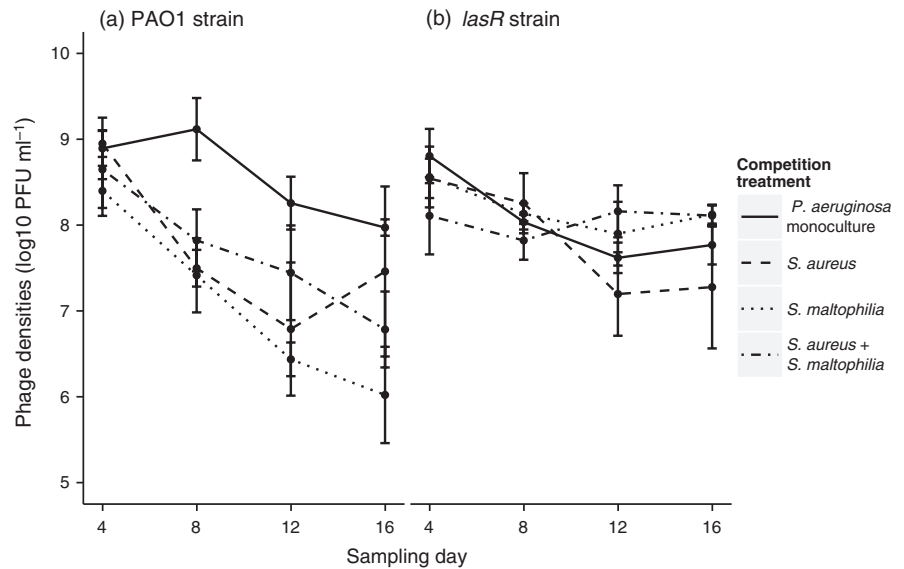 (a) PAO1 strain
(b) lasR strain
Phage densities (log10 PFU ml⁻¹)
10
9
8
7
6
5
4 8 12 16
4 8 12 16
Sampling day
Competition
treatment
P. aeruginosa
monoculture
S. aureus
S. maltophilia
S. aureus +
S. maltophilia